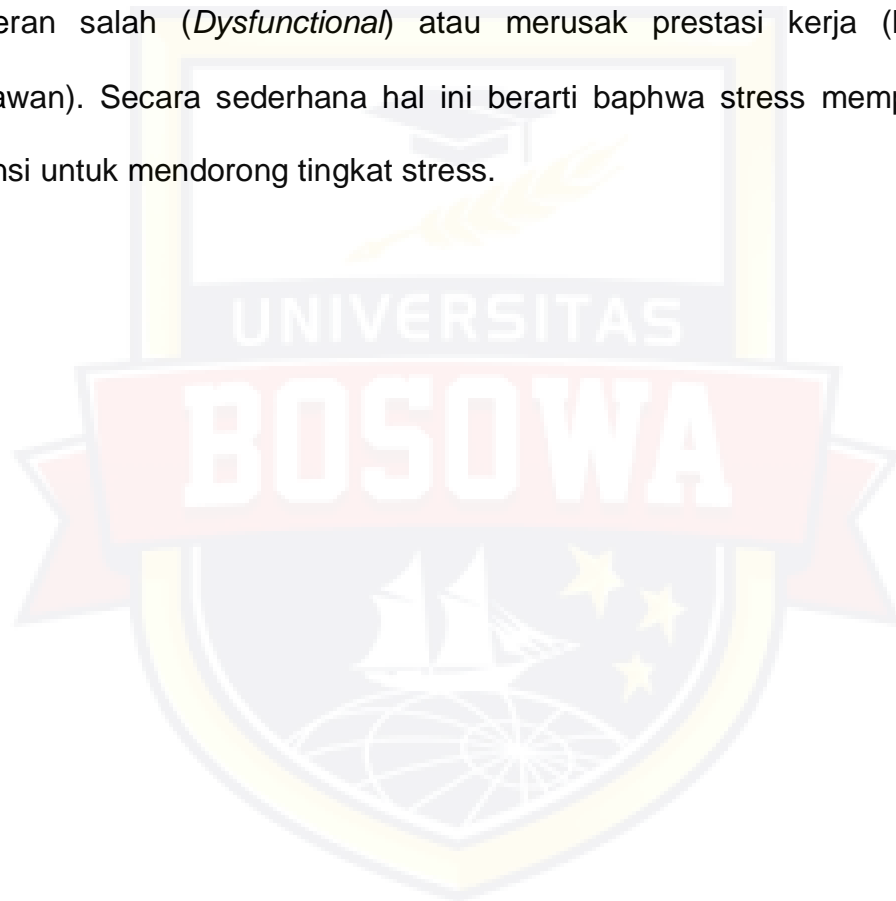 eran salah (Dysfunctional) atau merusak prestasi kerja (
awan). Secara sederhana hal ini berarti baphwa stress memp
nsi untuk mendorong tingkat stress.
UNIVERSITAS
BOSOWA